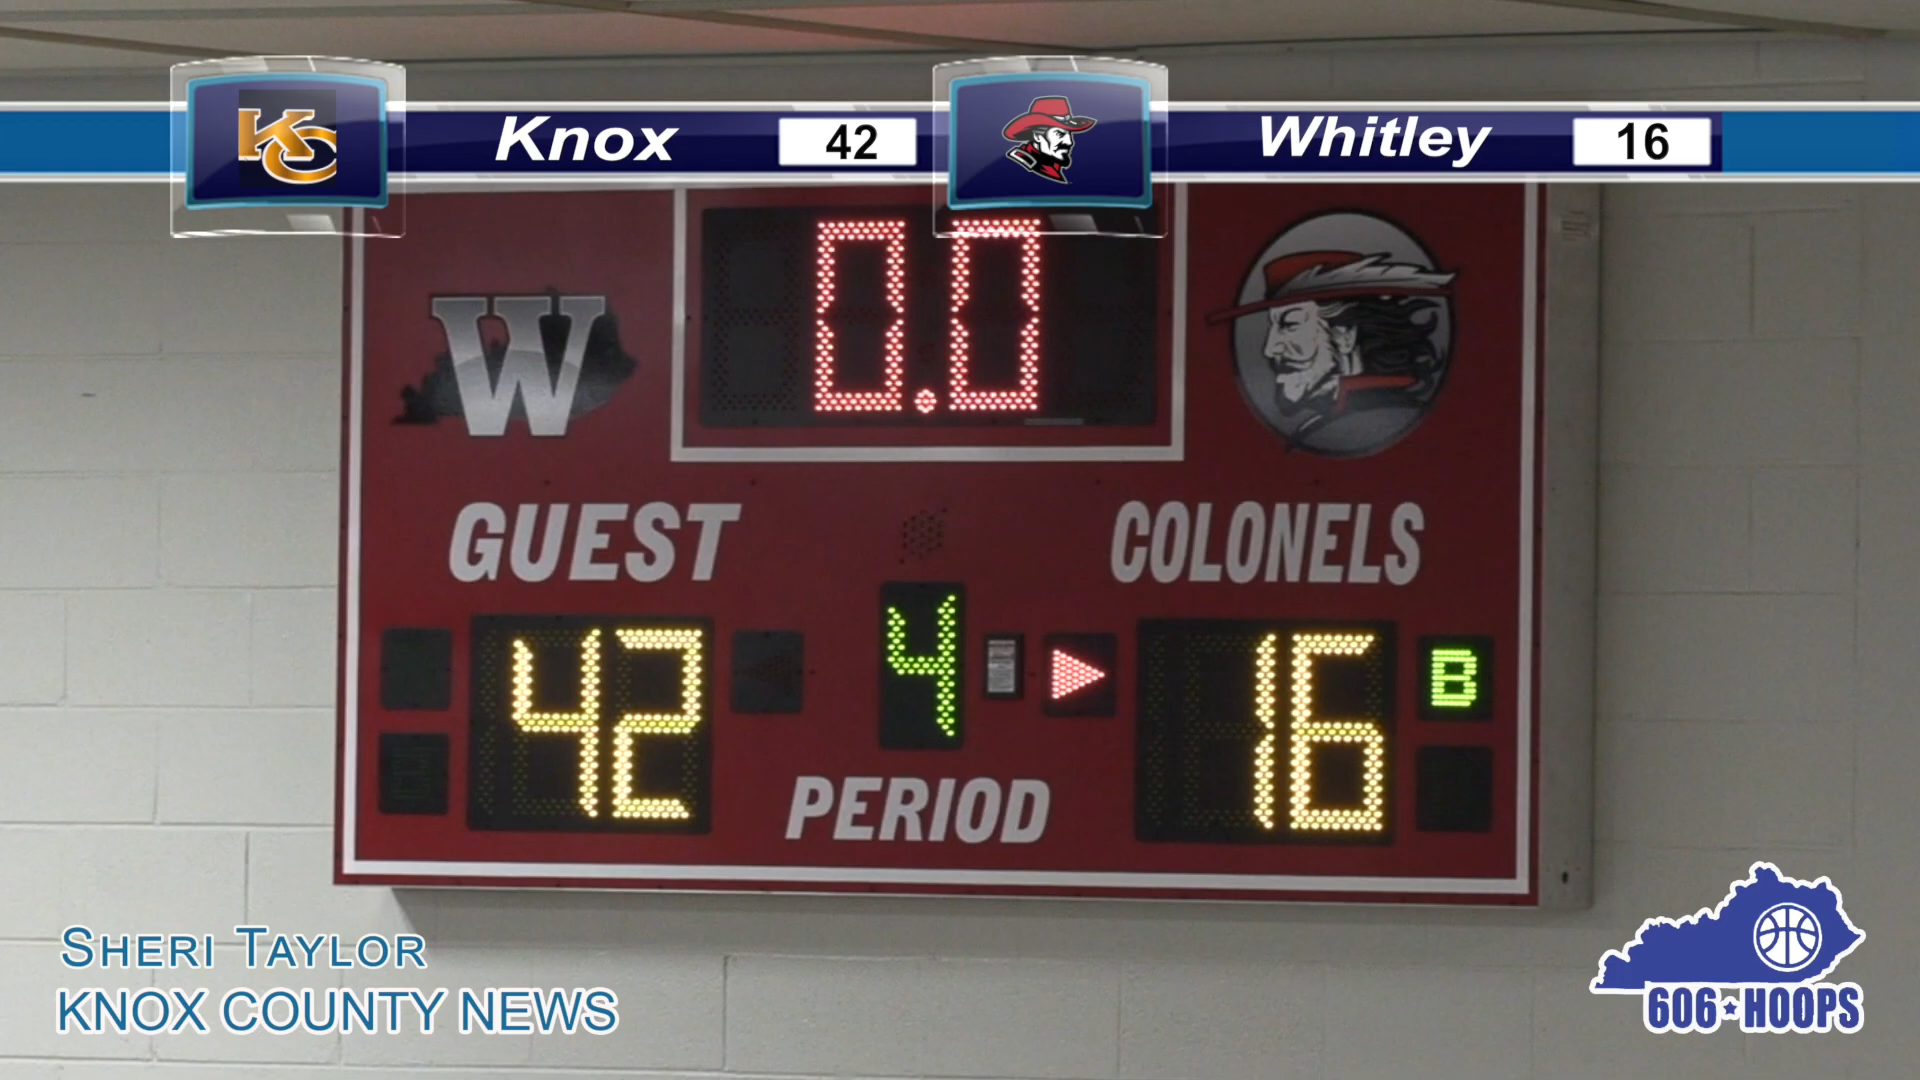 KC
Knox
42
Whitley
16
0.0
W
GUEST
COLONELS
42
4
16
B
PERIOD
SHERI TAYLOR
KNOX COUNTY NEWS
606★HOOPS